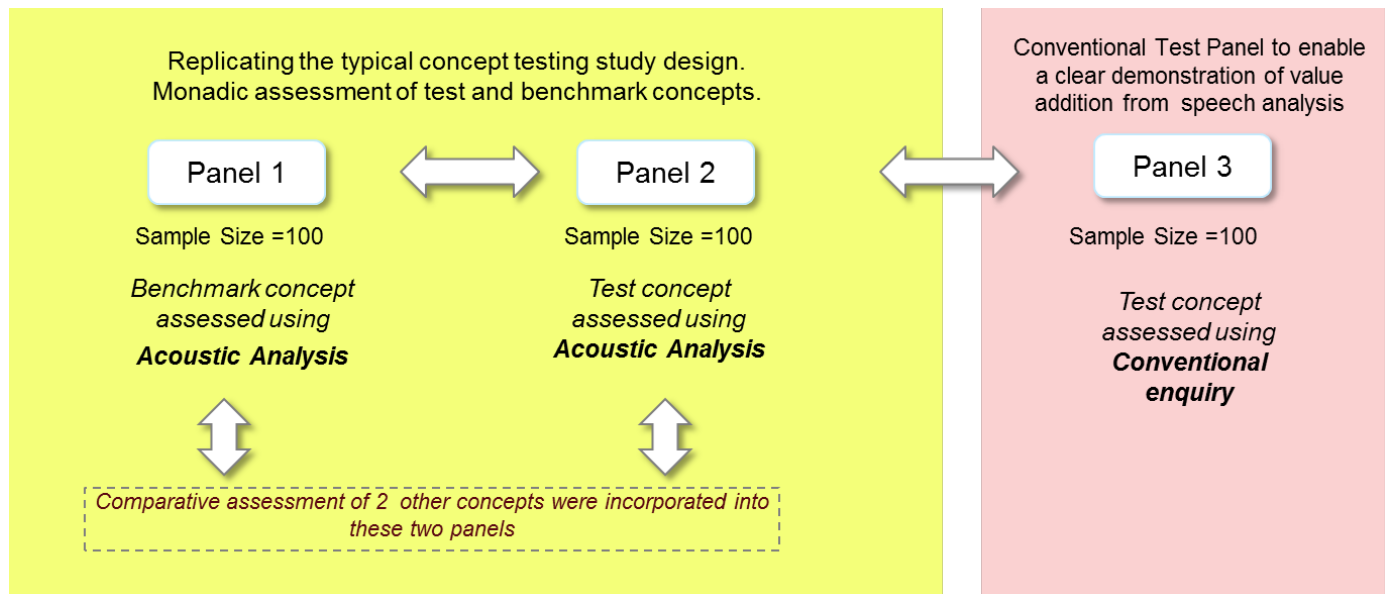 Replicating the typical concept testing study design.
Monadic assessment of test and benchmark concepts.
Panel 1
Sample Size =100
Benchmark concept
assessed using
Acoustic Analysis
Panel 2
Sample Size =100
Test concept
assessed using
Acoustic Analysis
Comparative assessment of 2 other concepts were incorporated into
these two panels
Conventional Test Panel to enable
a clear demonstration of value
addition from speech analysis
Panel 3
Sample Size =100
Test concept
assessed using
Conventional
enquiry